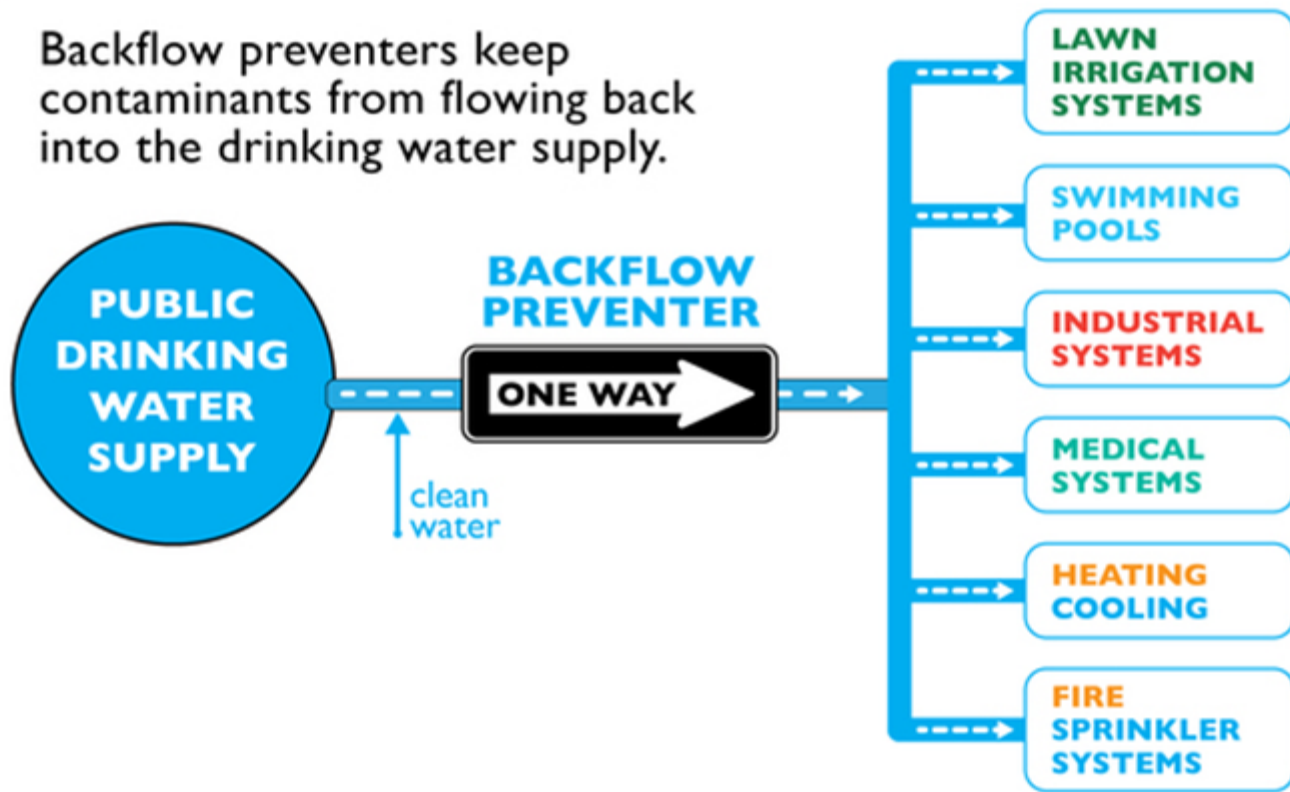 Backflow preventers keep
contaminants from flowing back
into the drinking water supply.
PUBLIC
DRINKING
WATER
SUPPLY
clean
water
BACKFLOW
PREVENTER
ONE WAY
LAWN
IRRIGATION
SYSTEMS
SWIMMING
POOLS
INDUSTRIAL
SYSTEMS
MEDICAL
SYSTEMS
HEATING
COOLING
FIRE
SPRINKLER
SYSTEMS